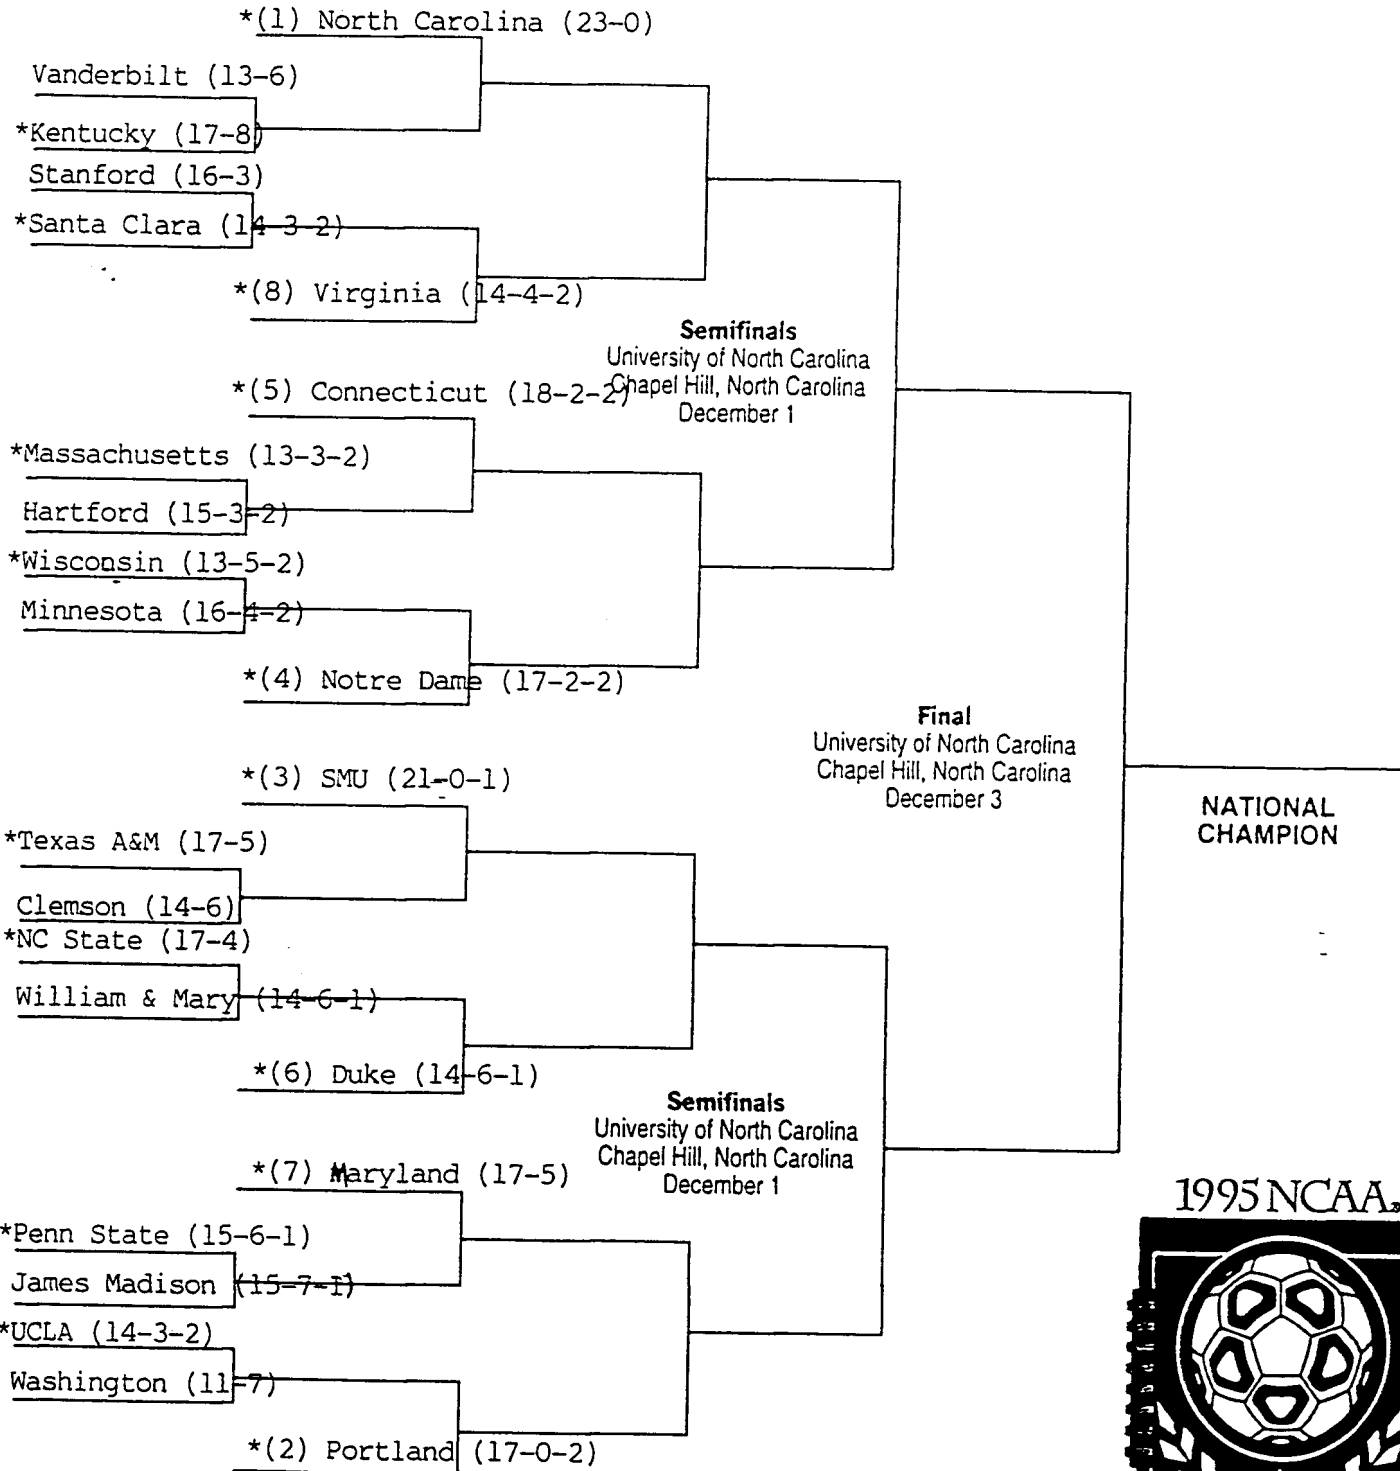 *(1) North Carolina (23-0)
Vanderbilt (13-6)
*Kentucky (17-8)
Stanford (16-3)
*Santa Clara (14-3-2)
*(8) Virginia (14-4-2)
Semifinals
University of North Carolina
Chapel Hill, North Carolina
December 1
*(5) Connecticut (18-2-2)
*Massachusetts (13-3-2)
Hartford (15-3-2)
*Wisconsin (13-5-2)
Minnesota (16-4-2)
*(4) Notre Dame (17-2-2)
Final
University of North Carolina
Chapel Hill, North Carolina
December 3
NATIONAL
CHAMPION
*(3) SMU (21-0-1)
*Texas A&M (17-5)
Clemson (14-6)
*NC State (17-4)
William & Mary (14-6-1)
*(6) Duke (14-6-1)
Semifinals
University of North Carolina
Chapel Hill, North Carolina
December 1
*(7) Maryland (17-5)
*Penn State (15-6-1)
James Madison (15-7-1)
*UCLA (14-3-2)
Washington (11-7)
*(2) Portland (17-0-2)
1995 NCAA